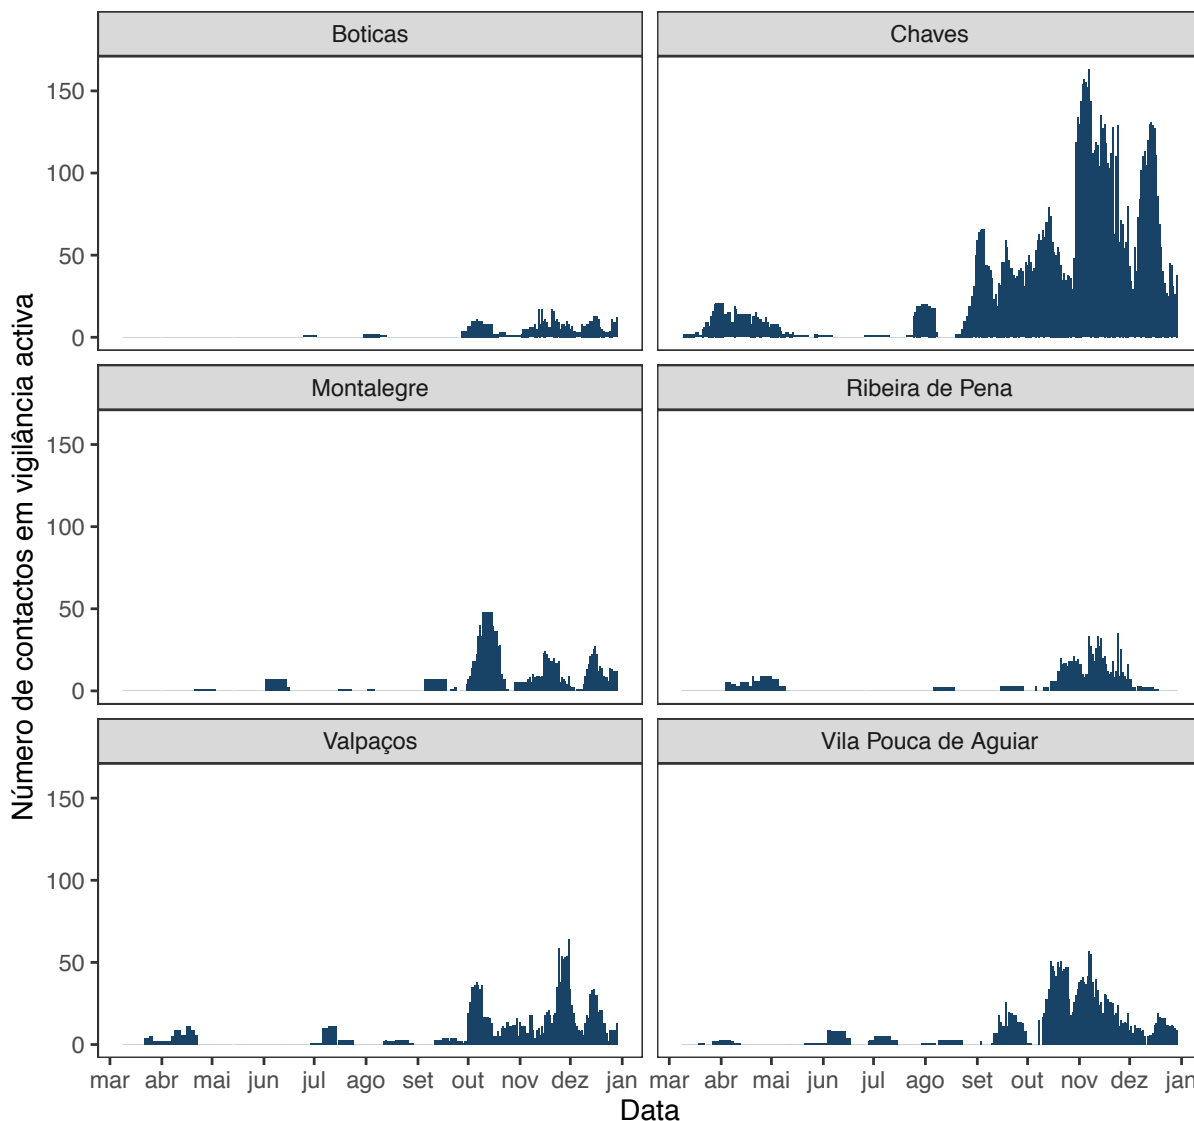 Boticas
Chaves
150
100
50
0
Montalegre
Ribeira de Pena
150
100
50
0
Valpaços
Vila Pouca de Aguiar
150
100
50
0
mar abr mai jun jul ago set out nov dez jan
mar abr mai jun jul ago set out nov dez jan
Data
Número de contactos em vigilância activa